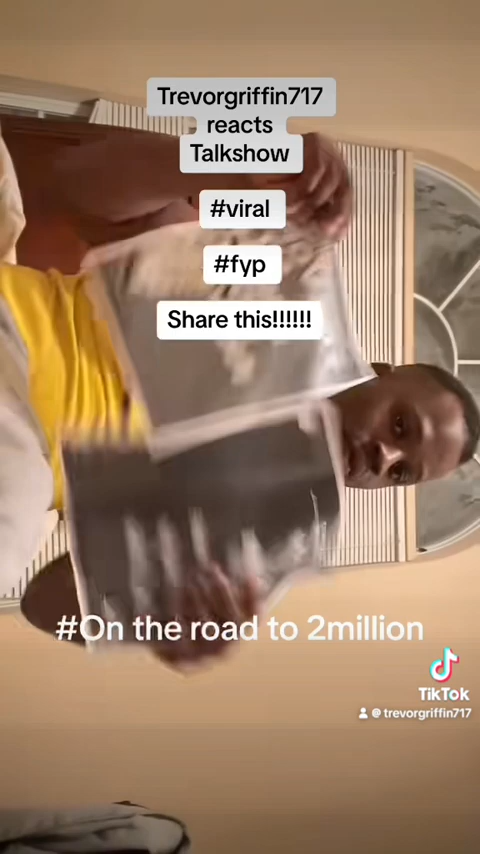 Trevorgriffin717
reacts
Talkshow
#viral
#fyp
Share this!!!!!!
#On the road to 2million
TikTok
@trevorgriffin717